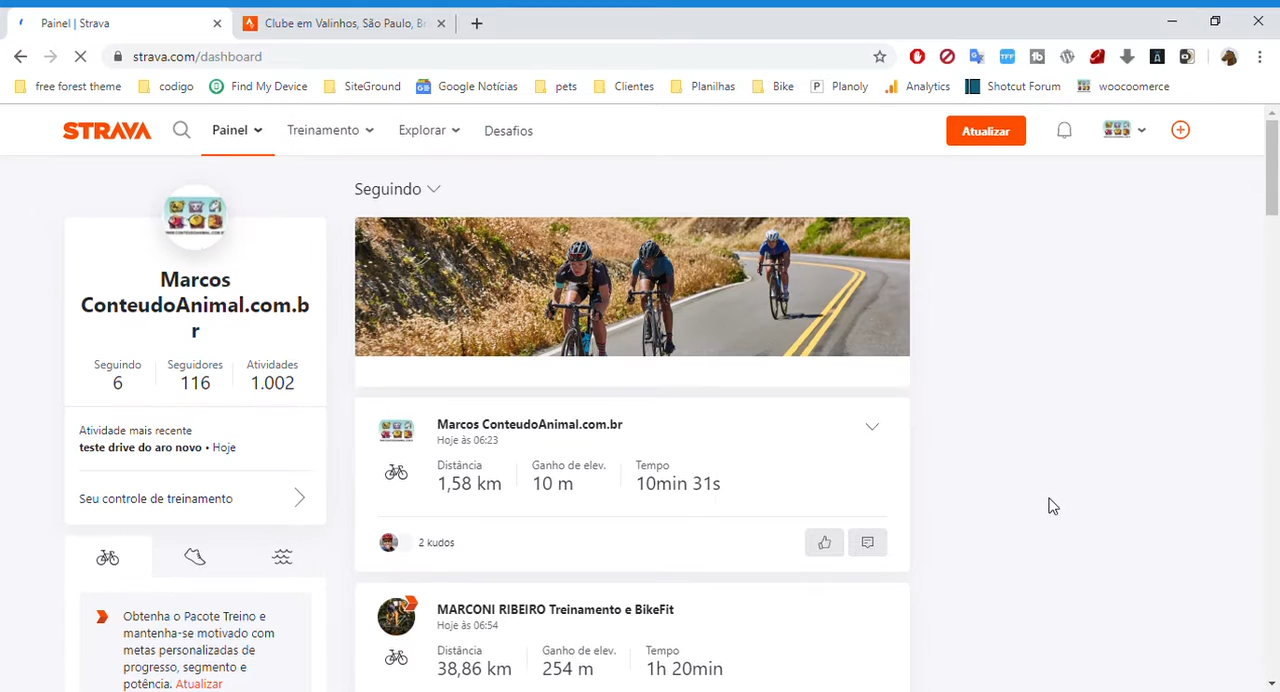 Painel | Strava
Clube em Valinhos, São Paulo, Br
strava.com/dashboard
free forest theme
codigo
Find My Device
SiteGround
Google Notícias
pets
Clientes
Planilhas
Bike
Planoly
Analytics
Shotcut Forum
woocoomerce
STRAVA
Painel
Treinamento
Explorar
Desafios
Atualizar
Seguindo
Marcos
ConteudoAnimal.com.b
r
Seguindo Seguidores Atividades
6 116 1.002
Atividade mais recente
teste drive do aro novo • Hoje
Seu controle de treinamento
Obtenha o Pacote Treino e
mantenha-se motivado com
metas personalizadas de
progresso, segmento e
potência. Atualizar
Marcos ConteudoAnimal.com.br
Hoje às 06:23
Distância Ganho de elev. Tempo
1,58 km 10 m 10min 31s
2 kudos
MARCONI RIBEIRO Treinamento e BikeFit
Hoje às 06:54
Distância Ganho de elev. Tempo
38,86 km 254 m 1h 20min